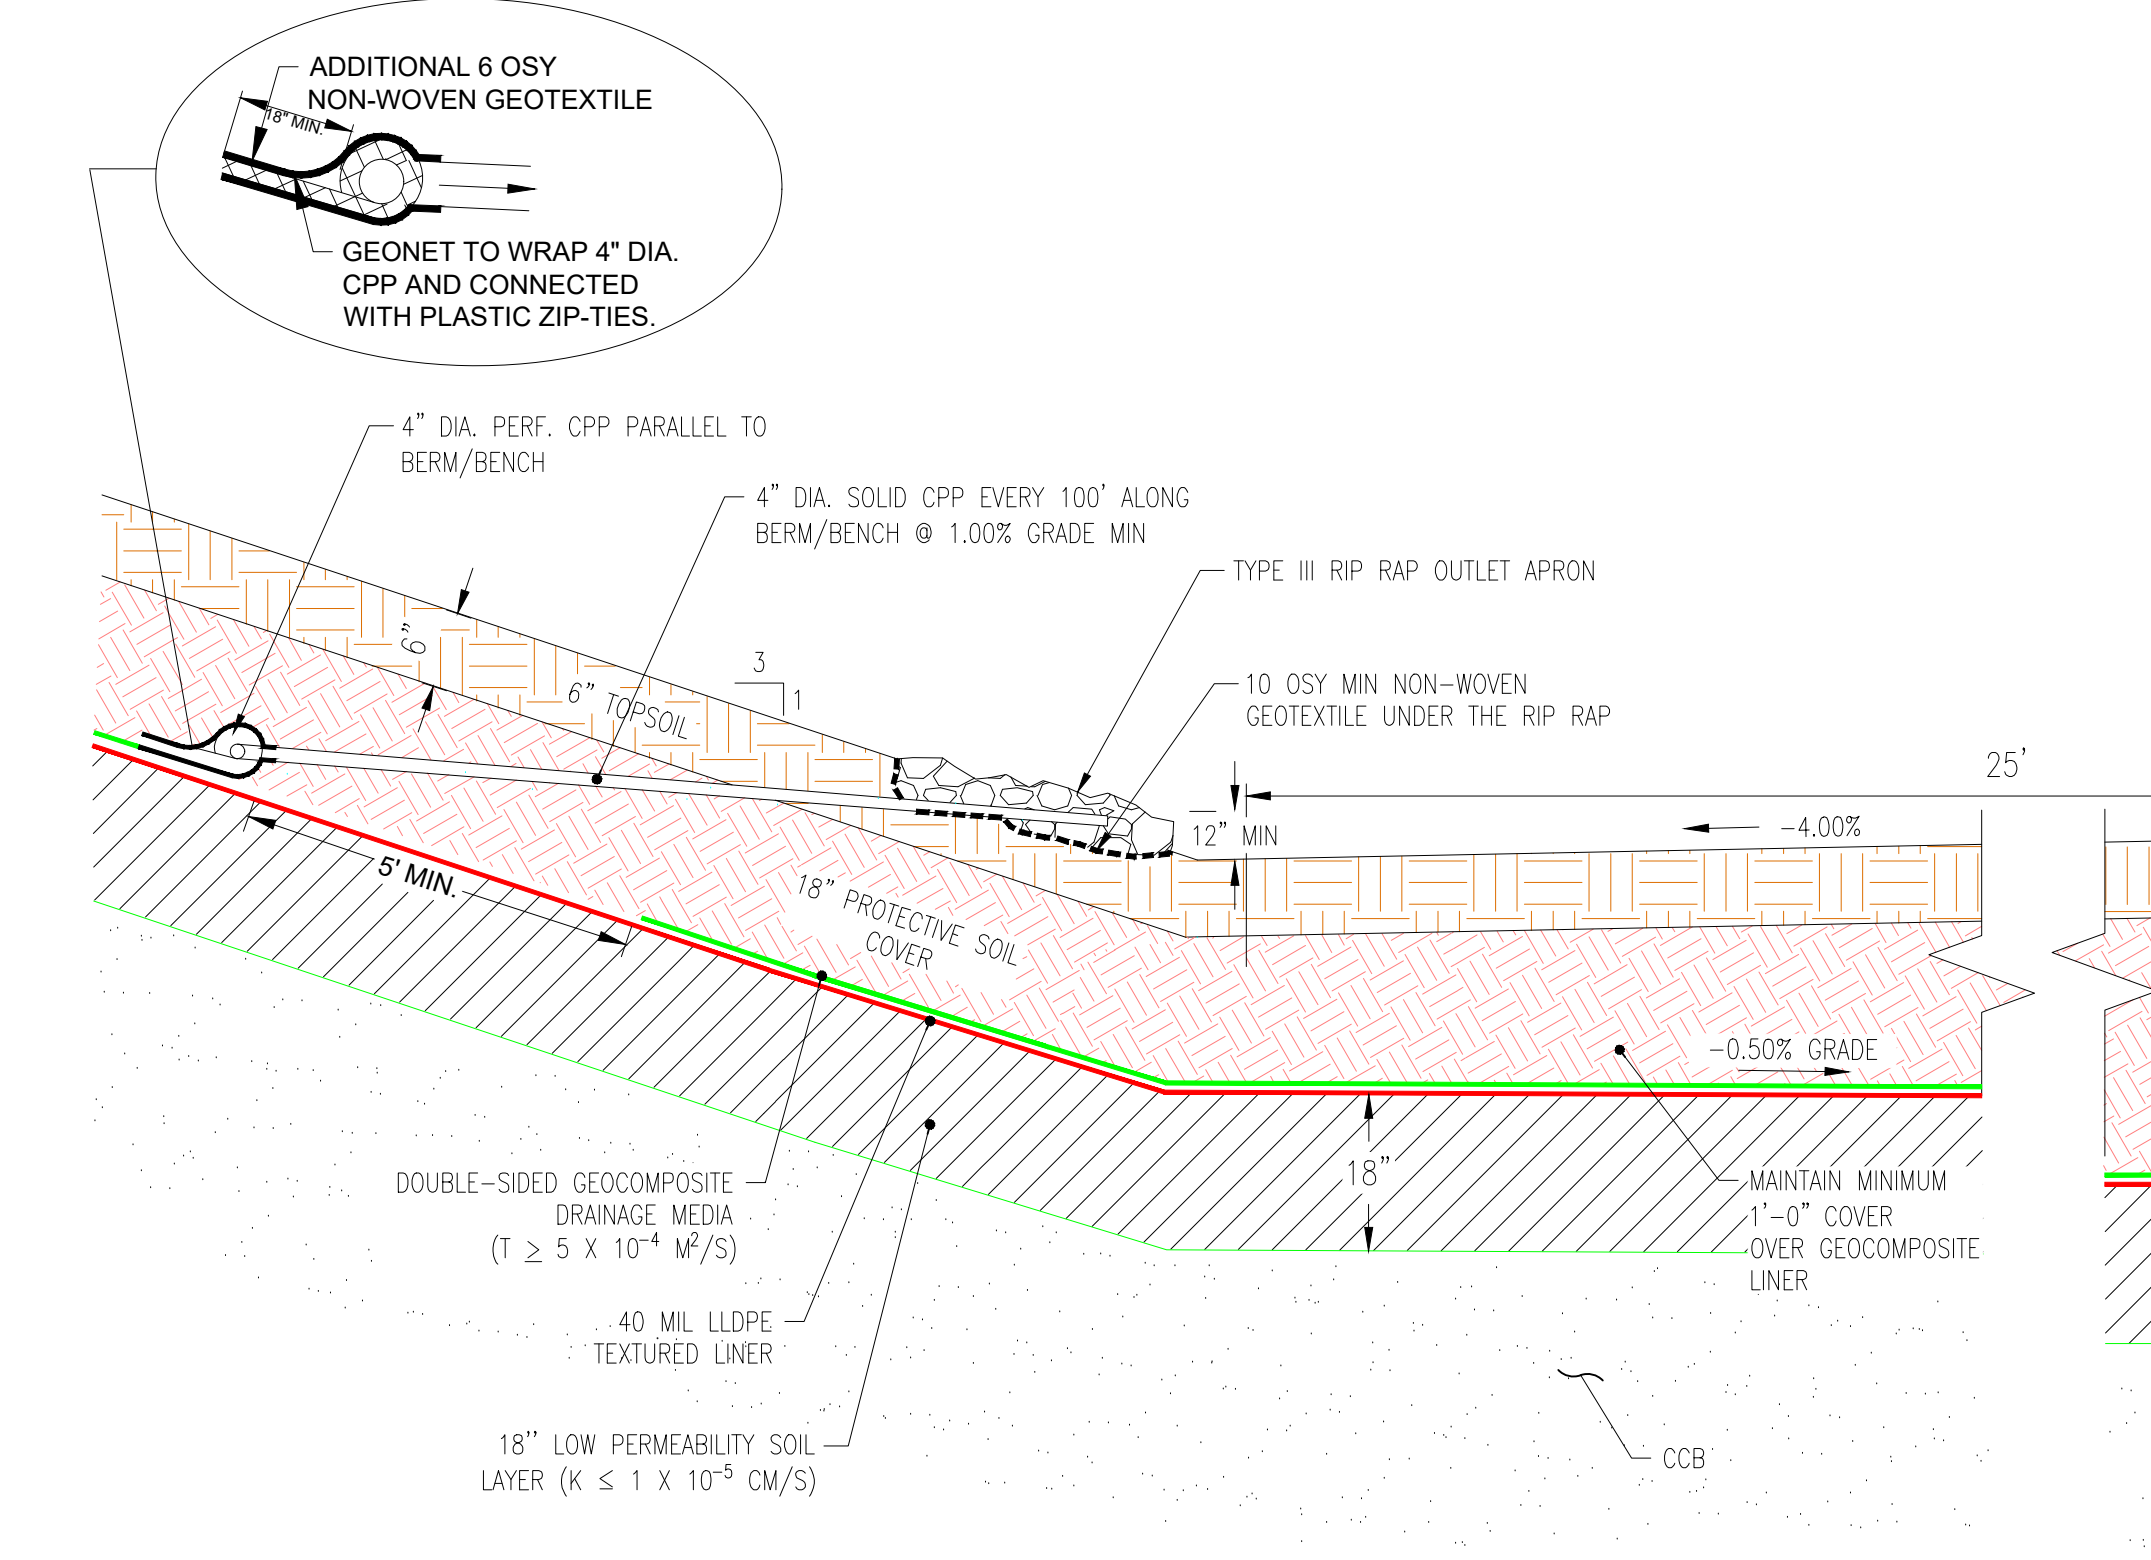 ADDITIONAL 6 OSY
NON-WOVEN GEOTEXTILE
18" MIN.
GEONET TO WRAP 4" DIA.
CPP AND CONNECTED
WITH PLASTIC ZIP-TIES.
4" DIA. PERF. CPP PARALLEL TO
BERM/BENCH
4" DIA. SOLID CPP EVERY 100' ALONG
BERM/BENCH @ 1.00% GRADE MIN
TYPE III RIP RAP OUTLET APRON
6"
3
1
6" TOPSOIL
10 OSY MIN NON-WOVEN
GEOTEXTILE UNDER THE RIP RAP
25'
12" MIN
-4.00%
5' MIN.
18" PROTECTIVE SOIL
COVER
-0.50% GRADE
18"
DOUBLE-SIDED GEOCOMPOSITE
DRAINAGE MEDIA
(T ≥ 5 X 10⁻⁴ M²/S)
MAINTAIN MINIMUM
1'-0" COVER
OVER GEOCOMPOSITE
LINER
40 MIL LLDPE
TEXTURED LINER
18'' LOW PERMEABILITY SOIL
LAYER (K ≤ 1 X 10⁻⁵ CM/S)
CCB